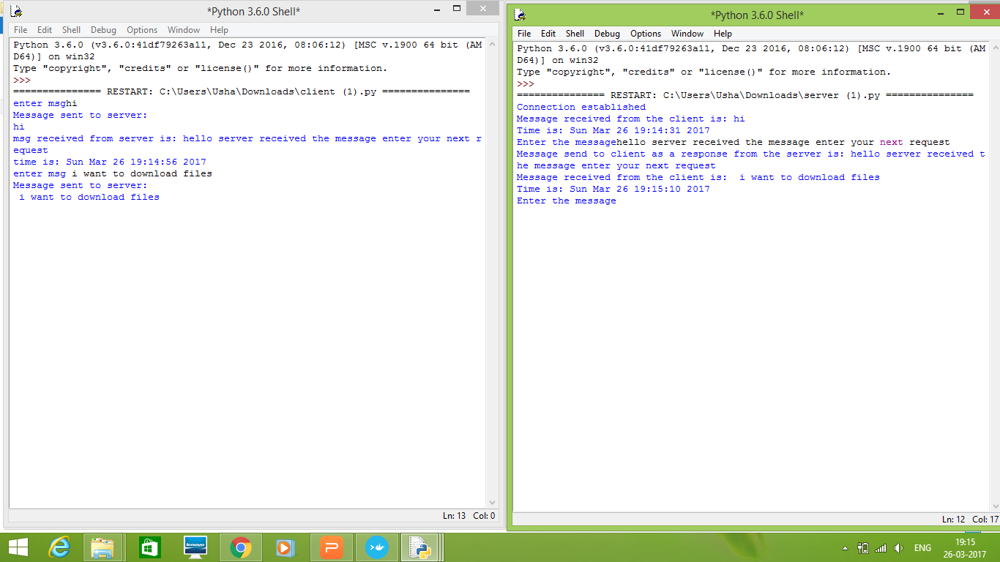 *Python 3.6.0 Shell*
File Edit Shell Debug Options Window Help
Python 3.6.0 (v3.6.0:41df79263a11, Dec 23 2016, 08:06:12) [MSC v.1900 64 bit (AM
D64)] on win32
Type "copyright", "credits" or "license()" for more information.
>>>
=============== RESTART: C:\Users\Usha\Downloads\client (1).py ===============
enter msghi
Message sent to server:
hi
msg received from server is: hello server received the message enter your next r
equest
time is: Sun Mar 26 19:14:56 2017
enter msg i want to download files
Message sent to server:
 i want to download files
Ln: 13 Col: 0
*Python 3.6.0 Shell*
File Edit Shell Debug Options Window Help
Python 3.6.0 (v3.6.0:41df79263a11, Dec 23 2016, 08:06:12) [MSC v.1900 64 bit (AM
D64)] on win32
Type "copyright", "credits" or "license()" for more information.
>>>
=============== RESTART: C:\Users\Usha\Downloads\server (1).py ===============
Connection established
Message received from the client is: hi
Time is: Sun Mar 26 19:14:31 2017
Enter the messagehello server received the message enter your next request
Message send to client as a response from the server is: hello server received t
he message enter your next request
Message received from the client is:  i want to download files
Time is: Sun Mar 26 19:15:10 2017
Enter the message
Ln: 12 Col: 17
lenovo
ENG
19:15
26-03-2017